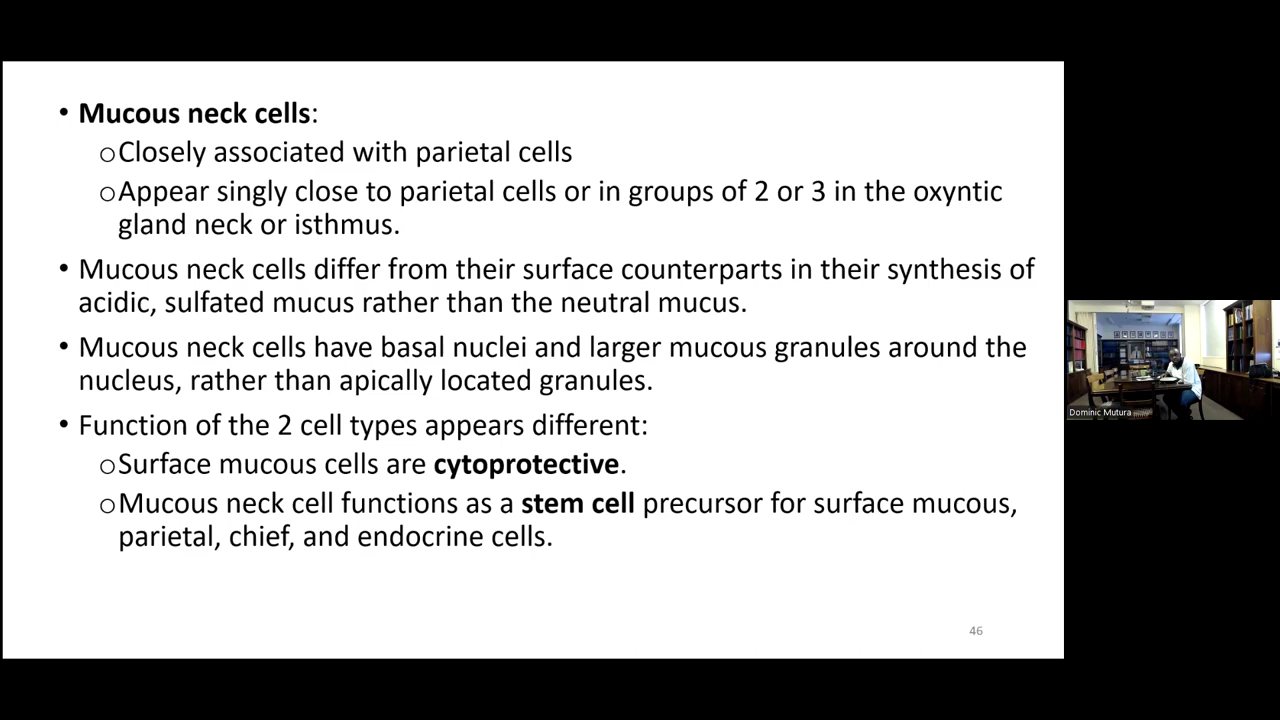 • Mucous neck cells:
○Closely associated with parietal cells
○Appear singly close to parietal cells or in groups of 2 or 3 in the oxyntic
gland neck or isthmus.
• Mucous neck cells differ from their surface counterparts in their synthesis of
acidic, sulfated mucus rather than the neutral mucus.
• Mucous neck cells have basal nuclei and larger mucous granules around the
nucleus, rather than apically located granules.
• Function of the 2 cell types appears different:
○Surface mucous cells are cytoprotective.
○Mucous neck cell functions as a stem cell precursor for surface mucous,
parietal, chief, and endocrine cells.
46
Dominic Mutura